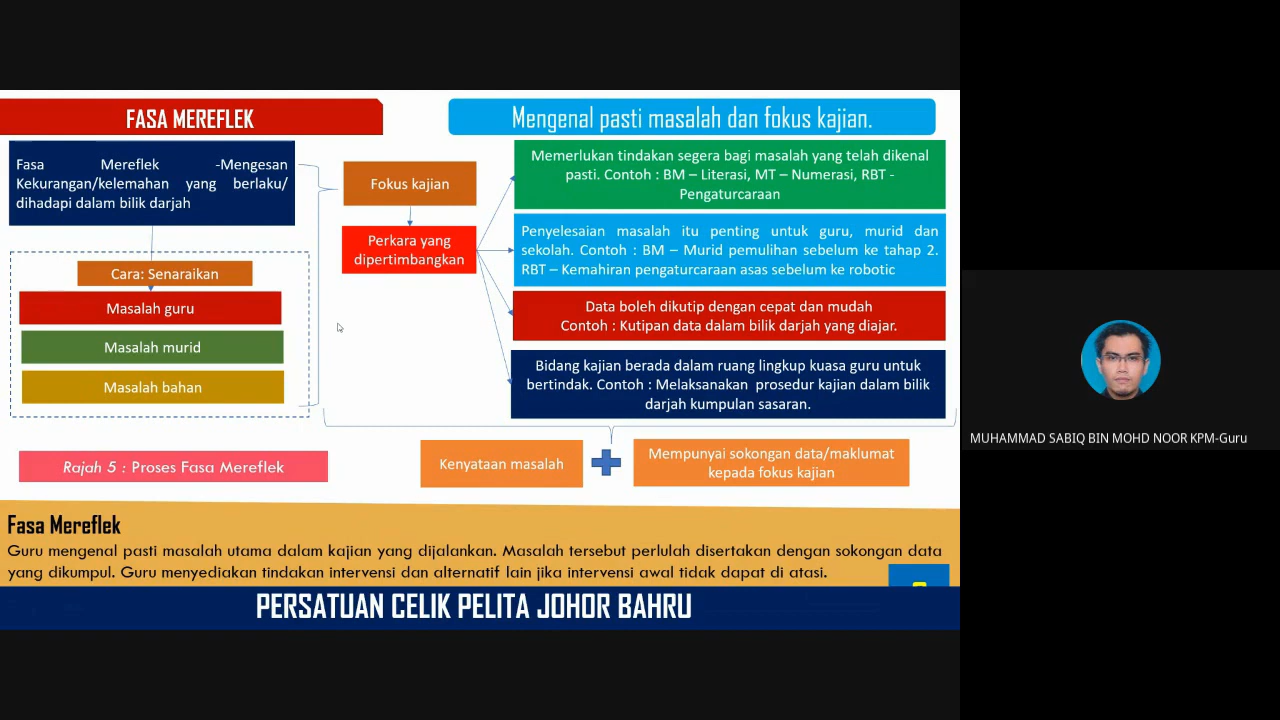 FASA MEREFLEK
Mengenal pasti masalah dan fokus kajian.
Fasa Mereflek -Mengesan
Kekurangan/kelemahan yang berlaku/
dihadapi dalam bilik darjah
Cara: Senaraikan
Masalah guru
Masalah murid
Masalah bahan
Rajah 5 : Proses Fasa Mereflek
Fokus kajian
Perkara yang
dipertimbangkan
Memerlukan tindakan segera bagi masalah yang telah dikenal
pasti. Contoh : BM – Literasi, MT – Numerasi, RBT -
Pengaturcaraan
Penyelesaian masalah itu penting untuk guru, murid dan
sekolah. Contoh : BM – Murid pemulihan sebelum ke tahap 2.
RBT – Kemahiran pengaturcaraan asas sebelum ke robotic
Data boleh dikutip dengan cepat dan mudah
Contoh : Kutipan data dalam bilik darjah yang diajar.
Bidang kajian berada dalam ruang lingkup kuasa guru untuk
bertindak. Contoh : Melaksanakan prosedur kajian dalam bilik
darjah kumpulan sasaran.
Kenyataan masalah
Mempunyai sokongan data/maklumat
kepada fokus kajian
Fasa Mereflek
Guru mengenal pasti masalah utama dalam kajian yang dijalankan. Masalah tersebut perlulah disertakan dengan sokongan data
yang dikumpul. Guru menyediakan tindakan intervensi dan alternatif lain jika intervensi awal tidak dapat di atasi.
PERSATUAN CELIK PELITA JOHOR BAHRU
MUHAMMAD SABIQ BIN MOHD NOOR KPM-Guru